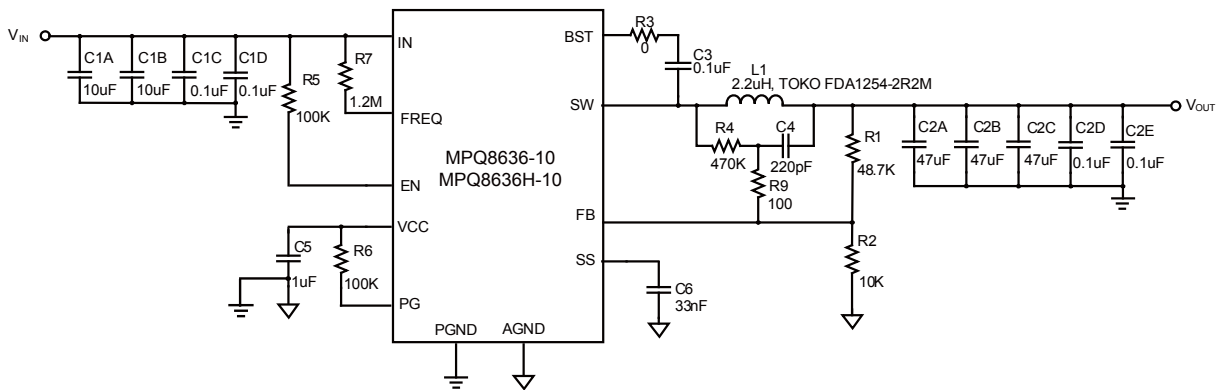 VIN
C1A
10uF
C1B
10uF
C1C
0.1uF
C1D
0.1uF
R5
100K
R7
1.2M
IN
FREQ
EN
VCC
PG
PGND
AGND
MPQ8636-10
MPQ8636H-10
BST
SW
FB
SS
C5
1uF
R6
100K
R3
0
C3
0.1uF
L1
2.2uH, TOKO FDA1254-2R2M
R4
470K
C4
220pF
R9
100
R1
48.7K
R2
10K
C6
33nF
C2A
47uF
C2B
47uF
C2C
47uF
C2D
0.1uF
C2E
0.1uF
VOUT